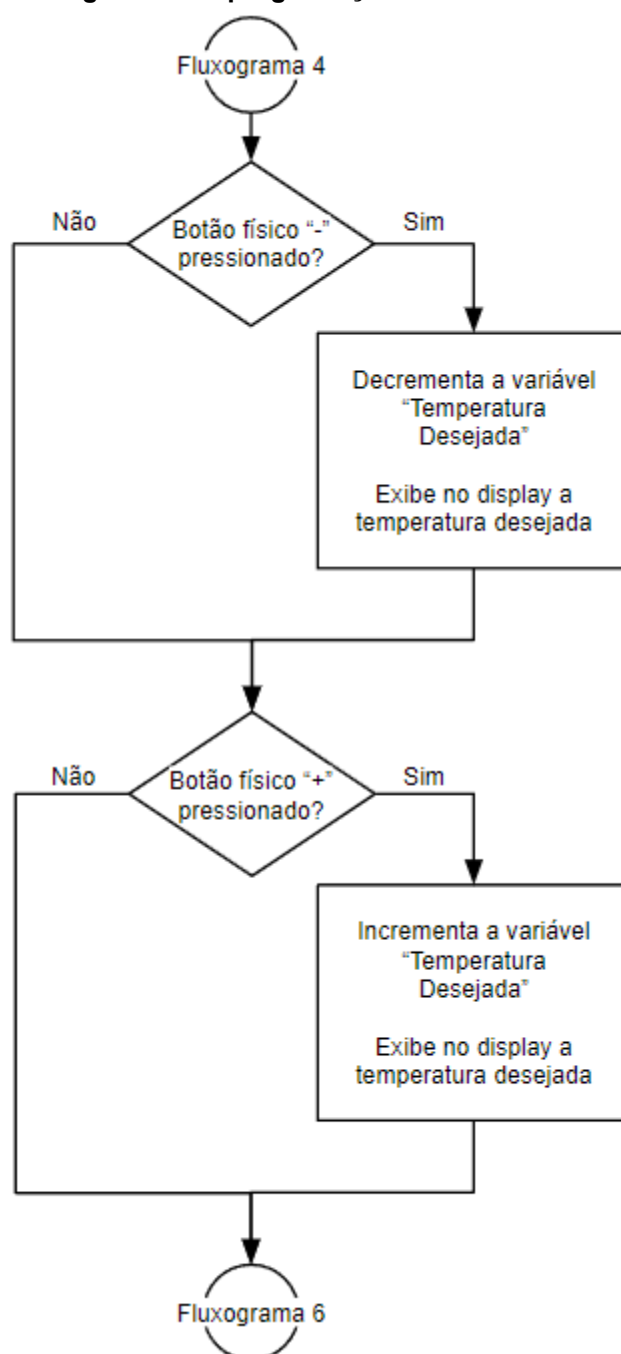 Fluxograma 4
Não
Sim
Botão físico “-”
pressionado?
Decrementa a variável
“Temperatura
Desejada”
Exibe no display a
temperatura desejada
Não
Sim
Botão físico “+”
pressionado?
Incrementa a variável
“Temperatura
Desejada”
Exibe no display a
temperatura desejada
Fluxograma 6